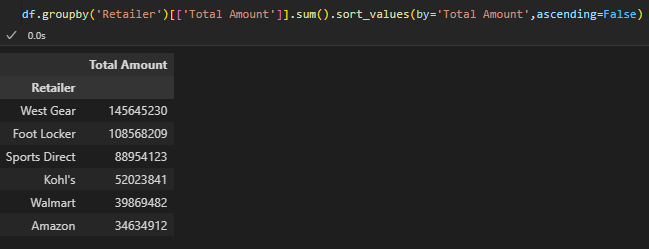 df.groupby('Retailer')[['Total Amount']].sum().sort_values(by='Total Amount',ascending=False)
0.0s
Total Amount
Retailer
West Gear 145645230
Foot Locker 108568209
Sports Direct 88954123
Kohl's 52023841
Walmart 39869482
Amazon 34634912